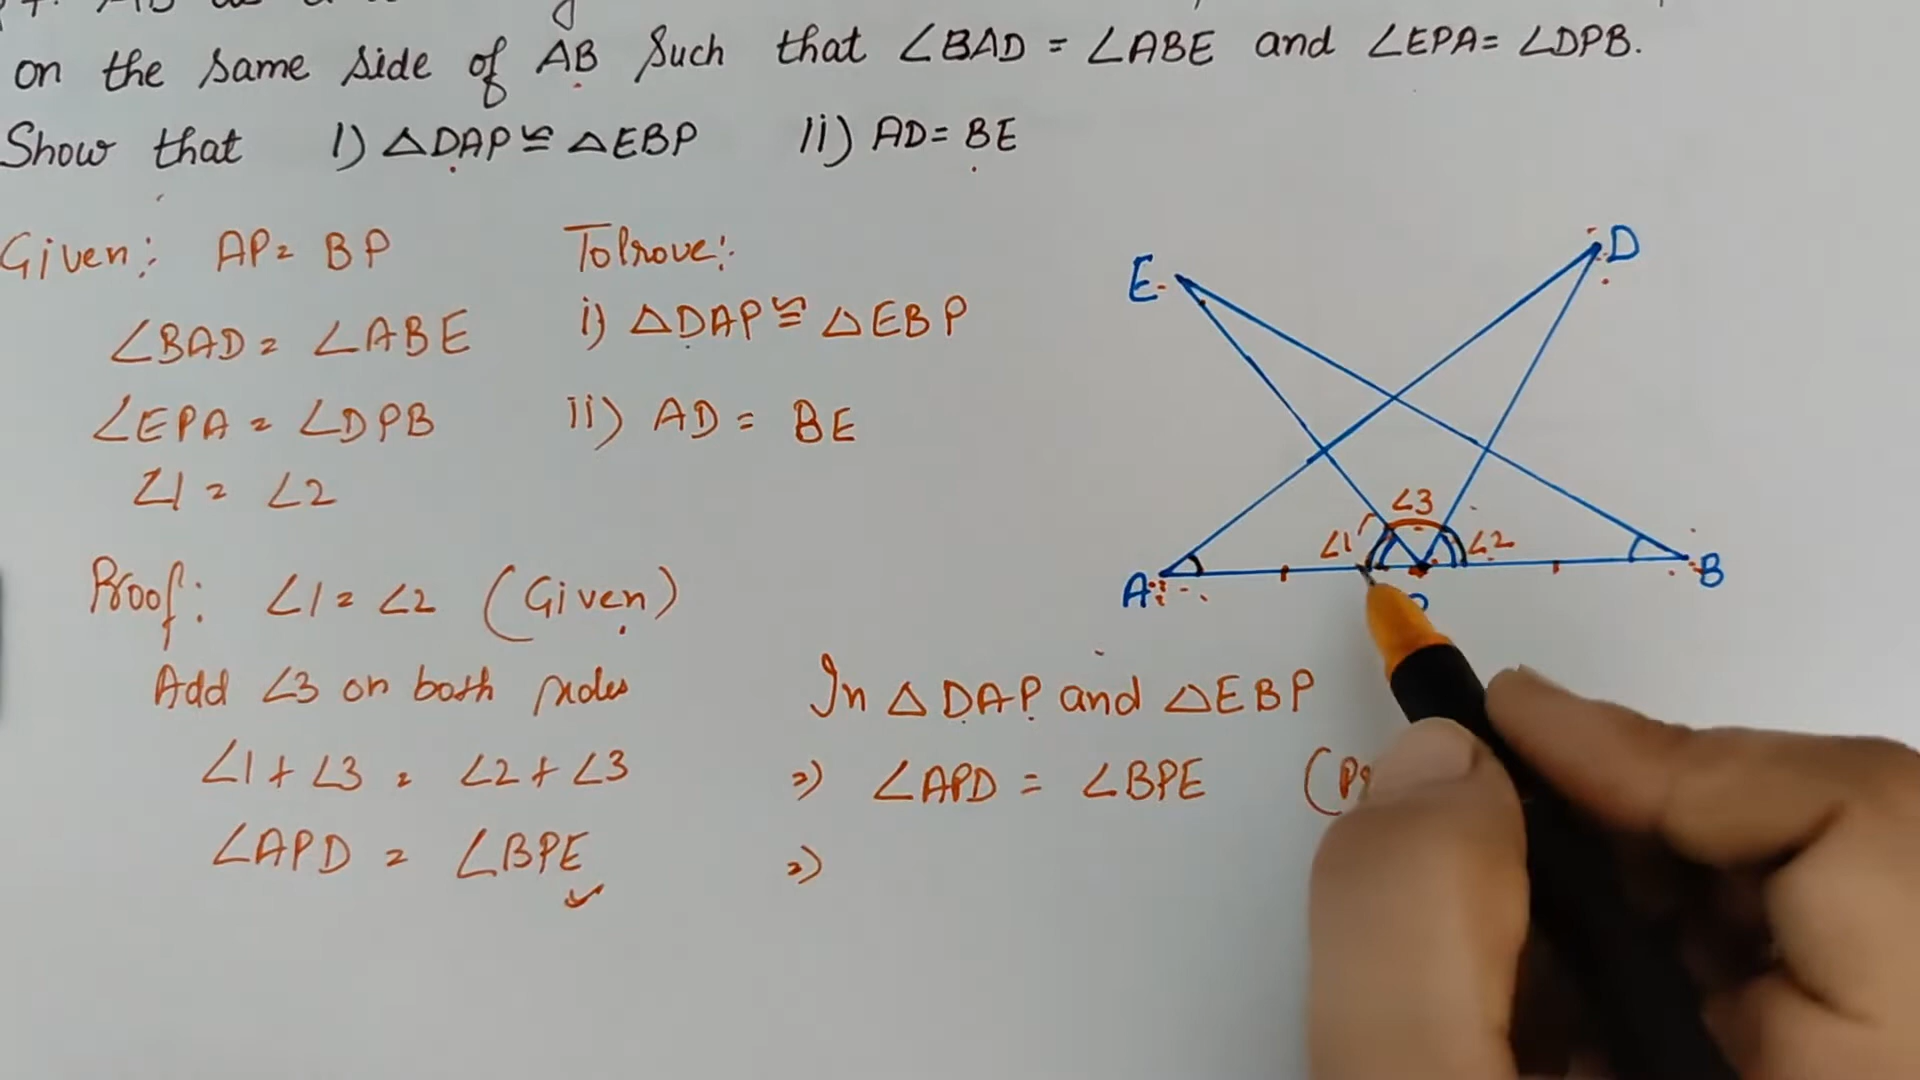 on the same side of AB such that ∠BAD = ∠ABE and ∠EPA = ∠DPB.
Show that I) △DAP ≅ △EBP II) AD = BE
Given: AP = BP
∠BAD = ∠ABE
∠EPA = ∠DPB
∠1 = ∠2
To Prove:
i) △DAP ≅ △EBP
ii) AD = BE
E
D
∠3
∠1
∠2
A
B
Proof: ∠1 = ∠2 (Given)
Add ∠3 on both sides
∠1 + ∠3 = ∠2 + ∠3
∠APD = ∠BPE
In △DAP and △EBP
⇒ ∠APD = ∠BPE
⇒